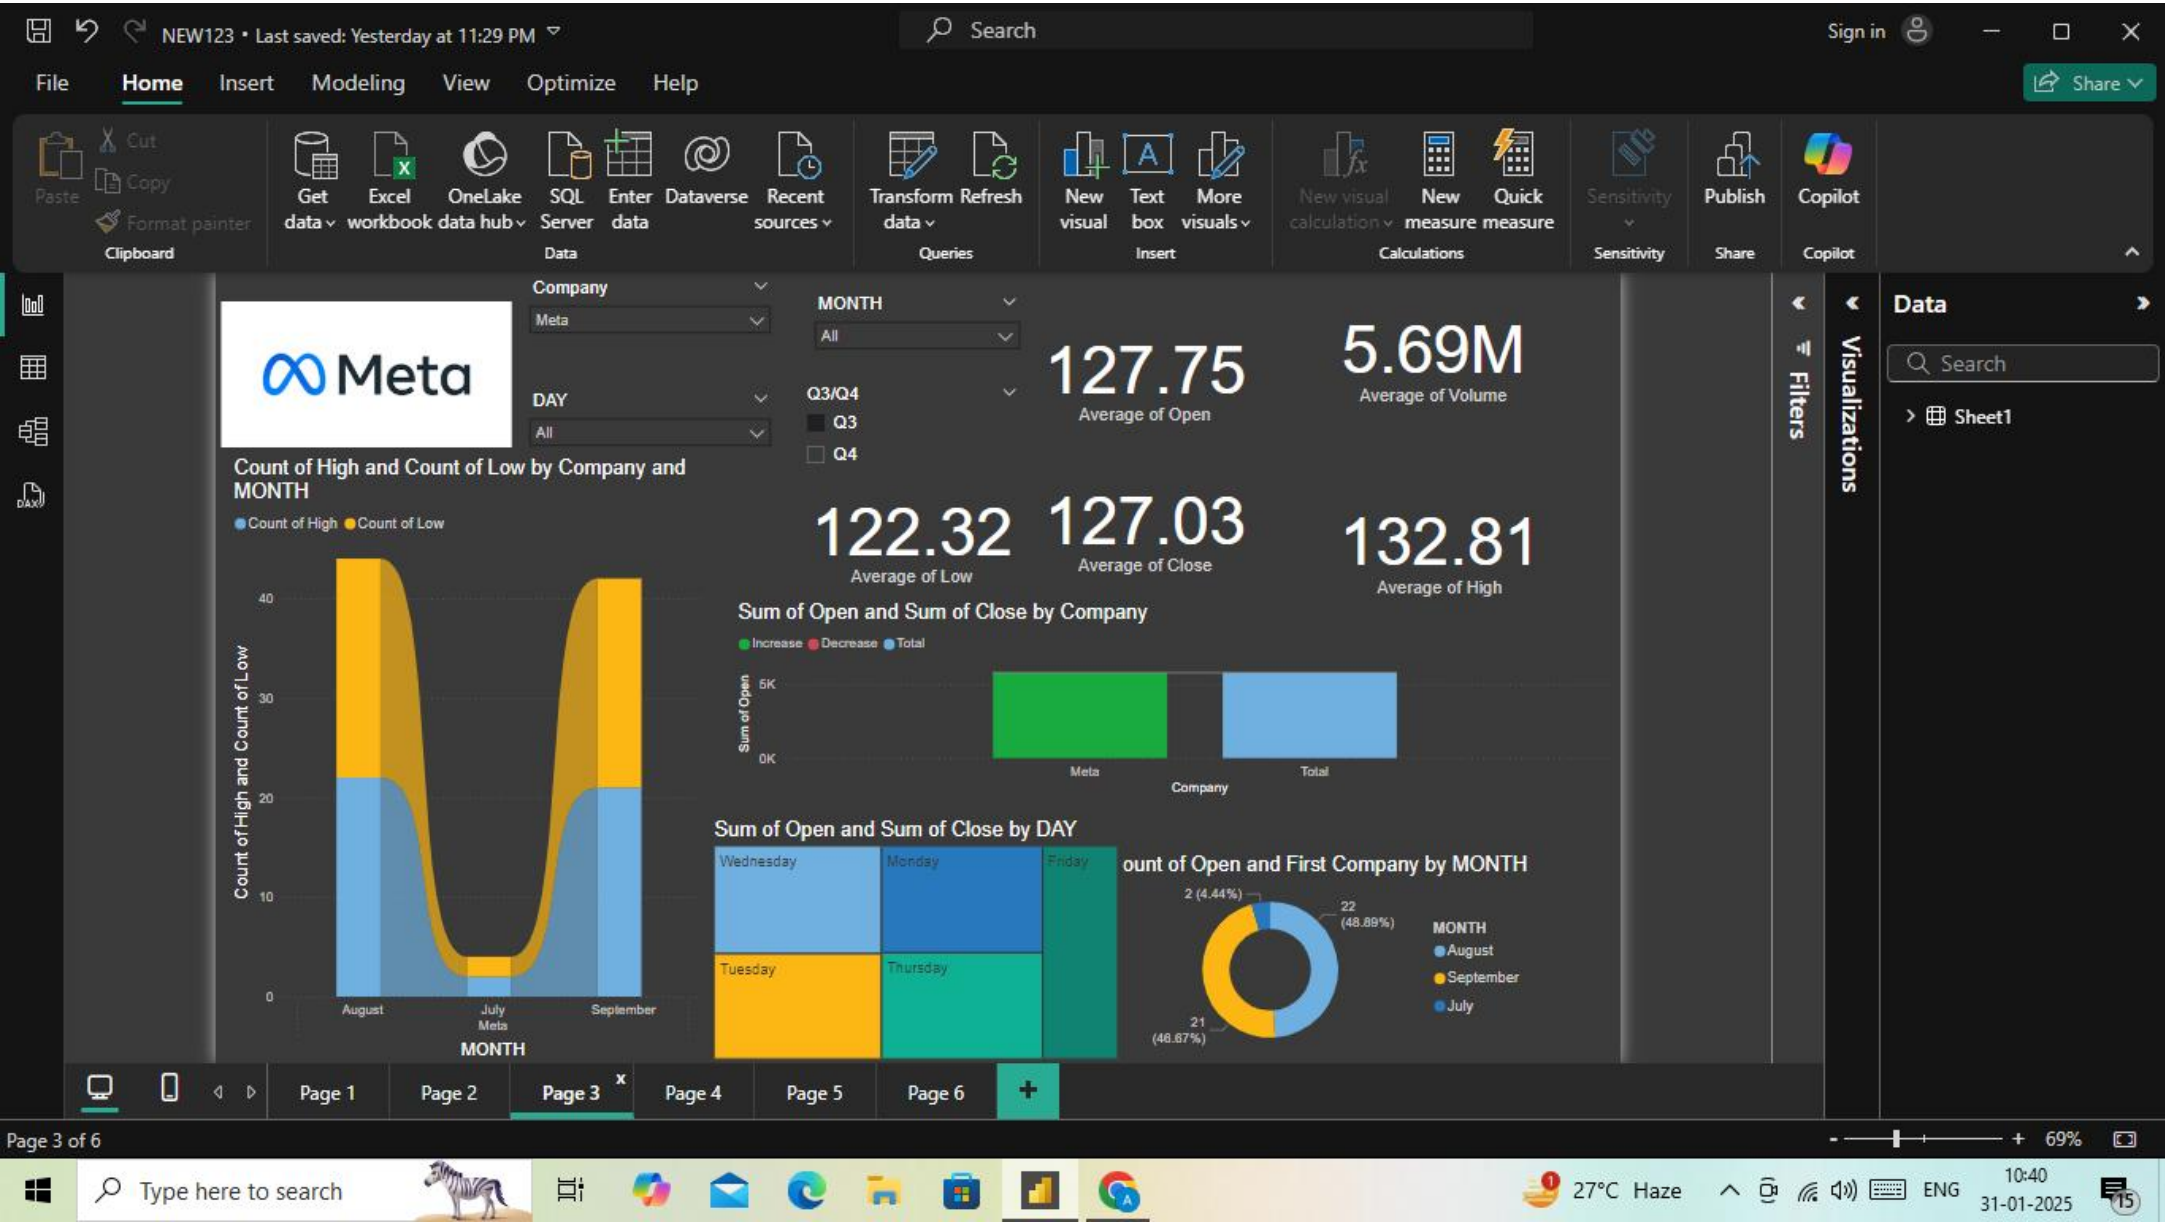 NEW123 • Last saved: Yesterday at 11:29 PM
Search
Sign in
File Home Insert Modeling View Optimize Help
Share
Paste
Cut
Copy
Format painter
Clipboard
Get data
Excel workbook
OneLake data hub
SQL Server
Enter data
Dataverse
Recent sources
Data
Transform data
Refresh
Queries
New visual
Text box
More visuals
Insert
New visual calculation
New measure
Quick measure
Calculations
Sensitivity
Sensitivity
Publish
Share
Copilot
Copilot
Meta
Company
Meta
MONTH
All
DAY
All
Q3/Q4
Q3
Q4
127.75
Average of Open
5.69M
Average of Volume
122.32
Average of Low
127.03
Average of Close
132.81
Average of High
Count of High and Count of Low by Company and
MONTH
Count of High Count of Low
Count of High and Count of Low
40
30
20
10
0
August July September
Meta
MONTH
Sum of Open and Sum of Close by Company
Increase Decrease Total
Sum of Open
5K
0K
Meta Total
Company
Sum of Open and Sum of Close by DAY
Wednesday Monday Friday
Tuesday Thursday
ount of Open and First Company by MONTH
2 (4.44%)
22
(48.89%)
21
(46.67%)
MONTH
August
September
July
Filters
Visualizations
Data
Search
Sheet1
Page 1 Page 2 Page 3 x Page 4 Page 5 Page 6 +
Page 3 of 6
- + 69%
Type here to search
1
27°C Haze
ENG
10:40
31-01-2025
15